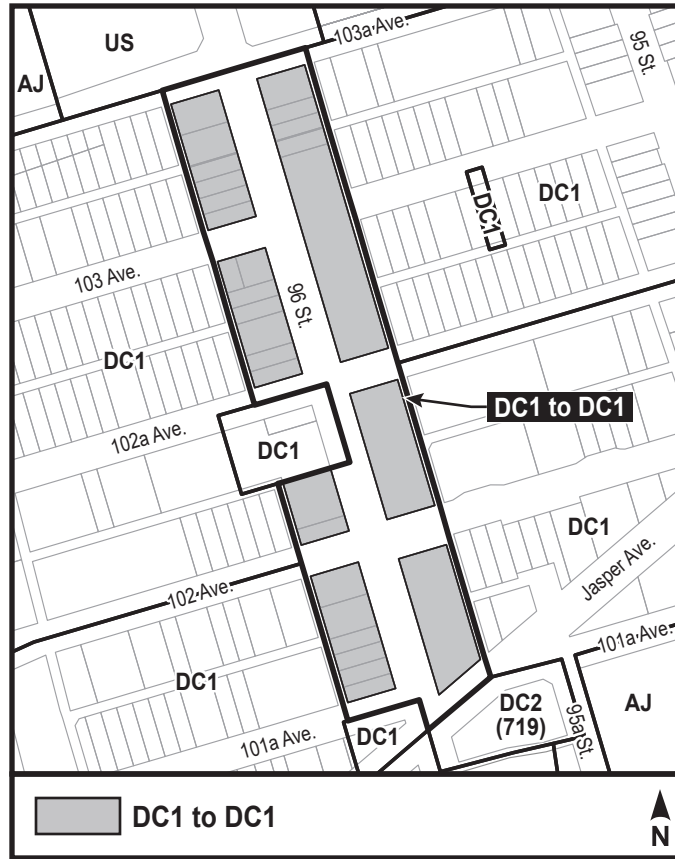 103a Ave.
US
95 St.
AJ
DC1
DC1
103 Ave.
96 St.
DC1
DC1 to DC1
102a Ave.
DC1
DC1
Jasper Ave.
102 Ave.
101a Ave.
DC1
DC2
(719)
AJ
95a St.
101a Ave.
DC1
DC1 to DC1
N